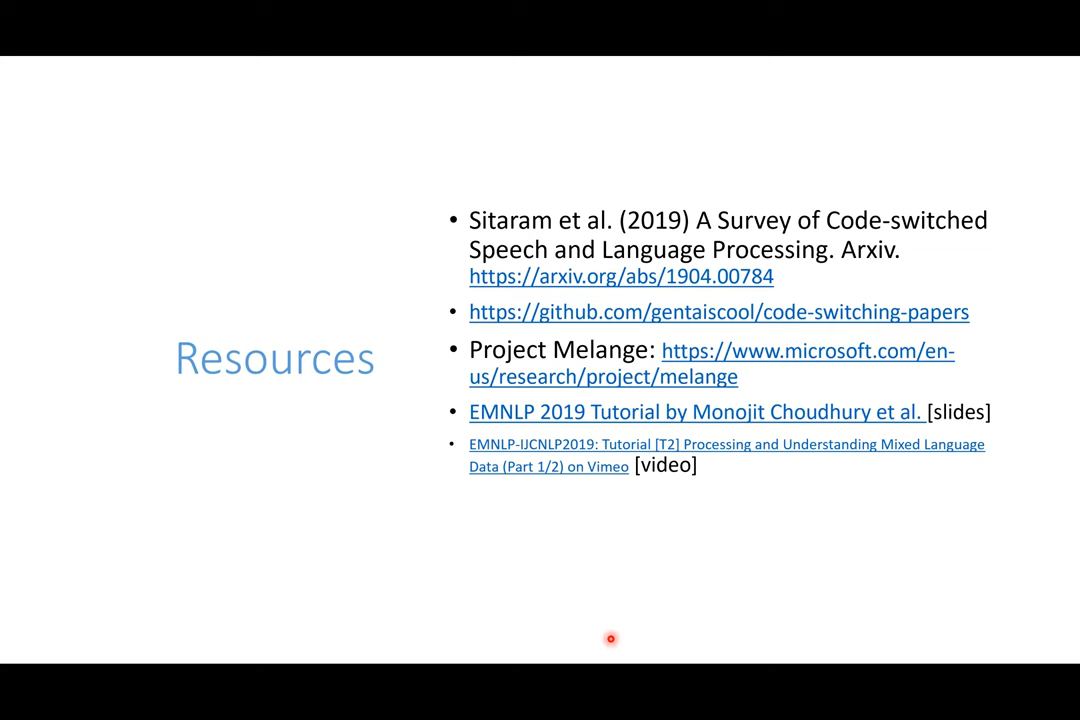 Resources
• Sitaram et al. (2019) A Survey of Code-switched
Speech and Language Processing. Arxiv.
https://arxiv.org/abs/1904.00784
• https://github.com/gentaiscool/code-switching-papers
• Project Melange: https://www.microsoft.com/en-
us/research/project/melange
• EMNLP 2019 Tutorial by Monojit Choudhury et al. [slides]
• EMNLP-IJCNLP2019: Tutorial [T2] Processing and Understanding Mixed Language
Data (Part 1/2) on Vimeo [video]